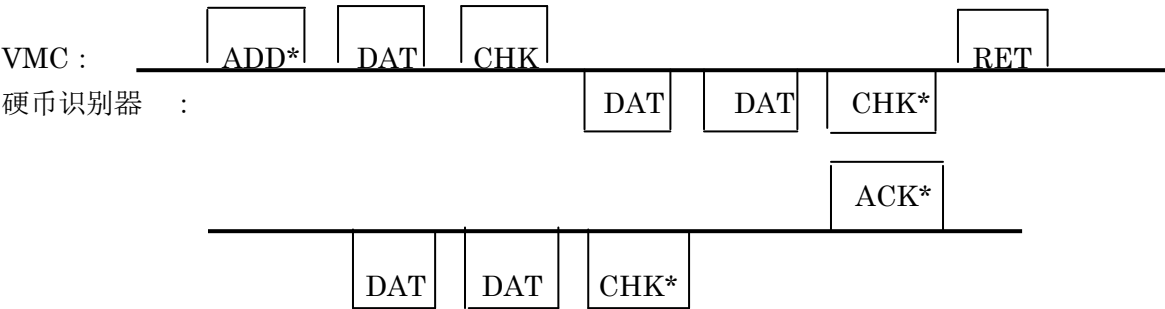 VMC : ADD* DAT CHK RET
硬币识别器 : DAT DAT CHK*
ACK*
DAT DAT CHK*